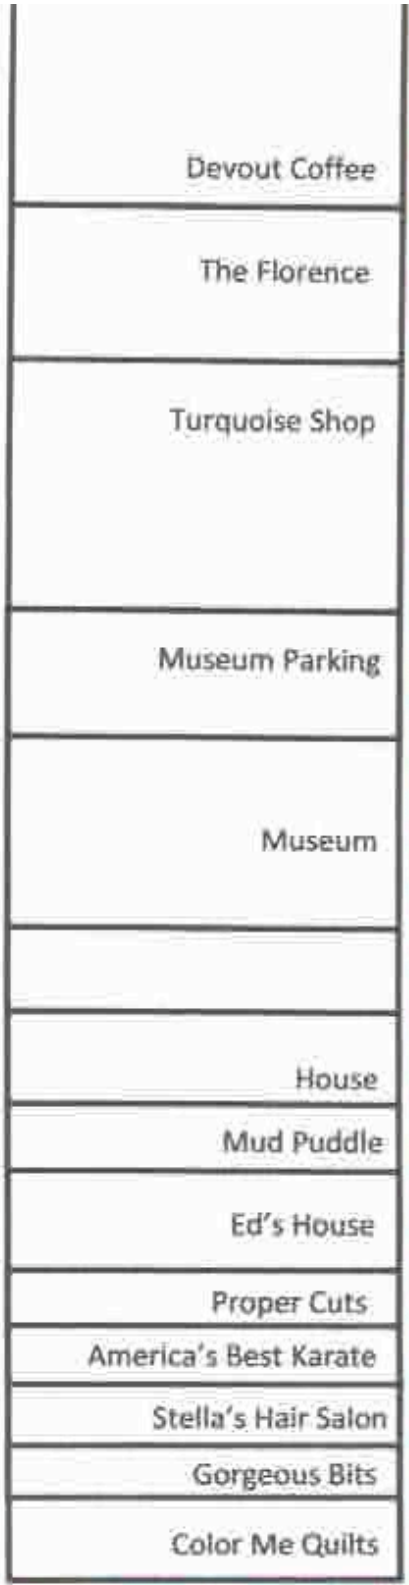 Devout Coffee
The Florence
Turquoise Shop
Museum Parking
Museum
House
Mud Puddle
Ed's House
Proper Cuts
America's Best Karate
Stella's Hair Salon
Gorgeous Bits
Color Me Quilts